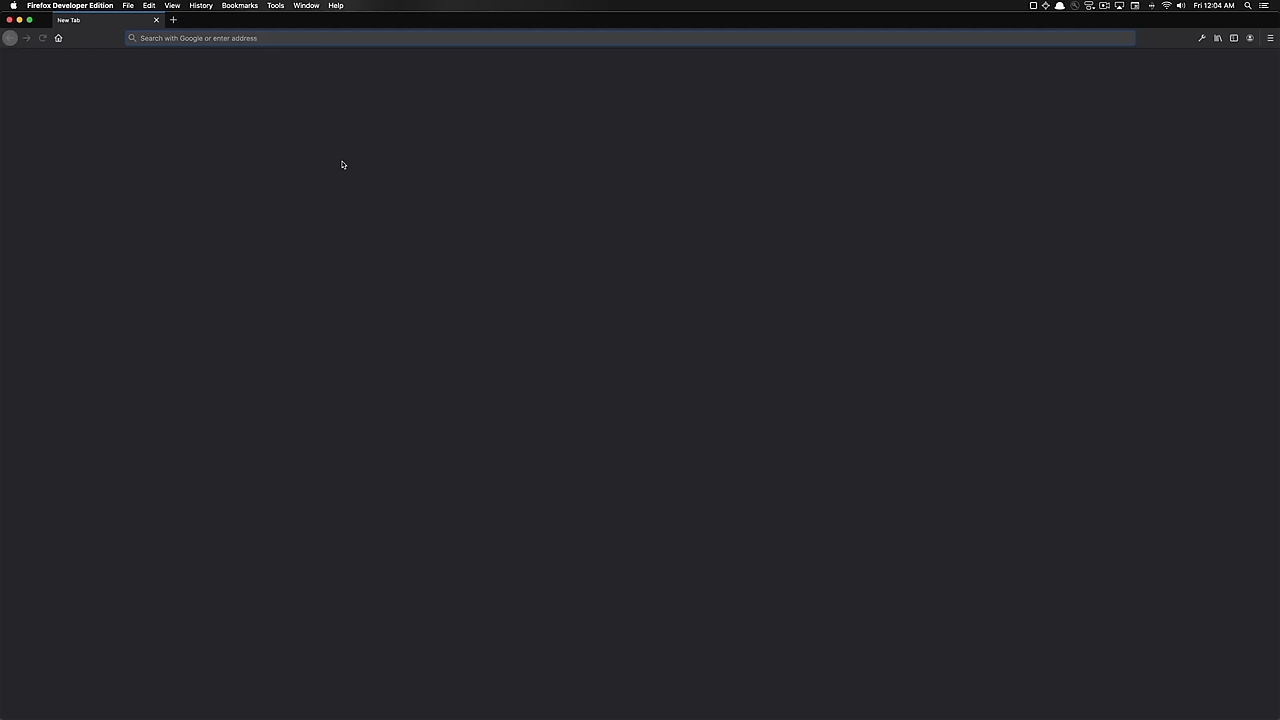 Firefox Developer Edition File Edit View History Bookmarks Tools Window Help Fri 12:04 AM
New Tab
Search with Google or enter address